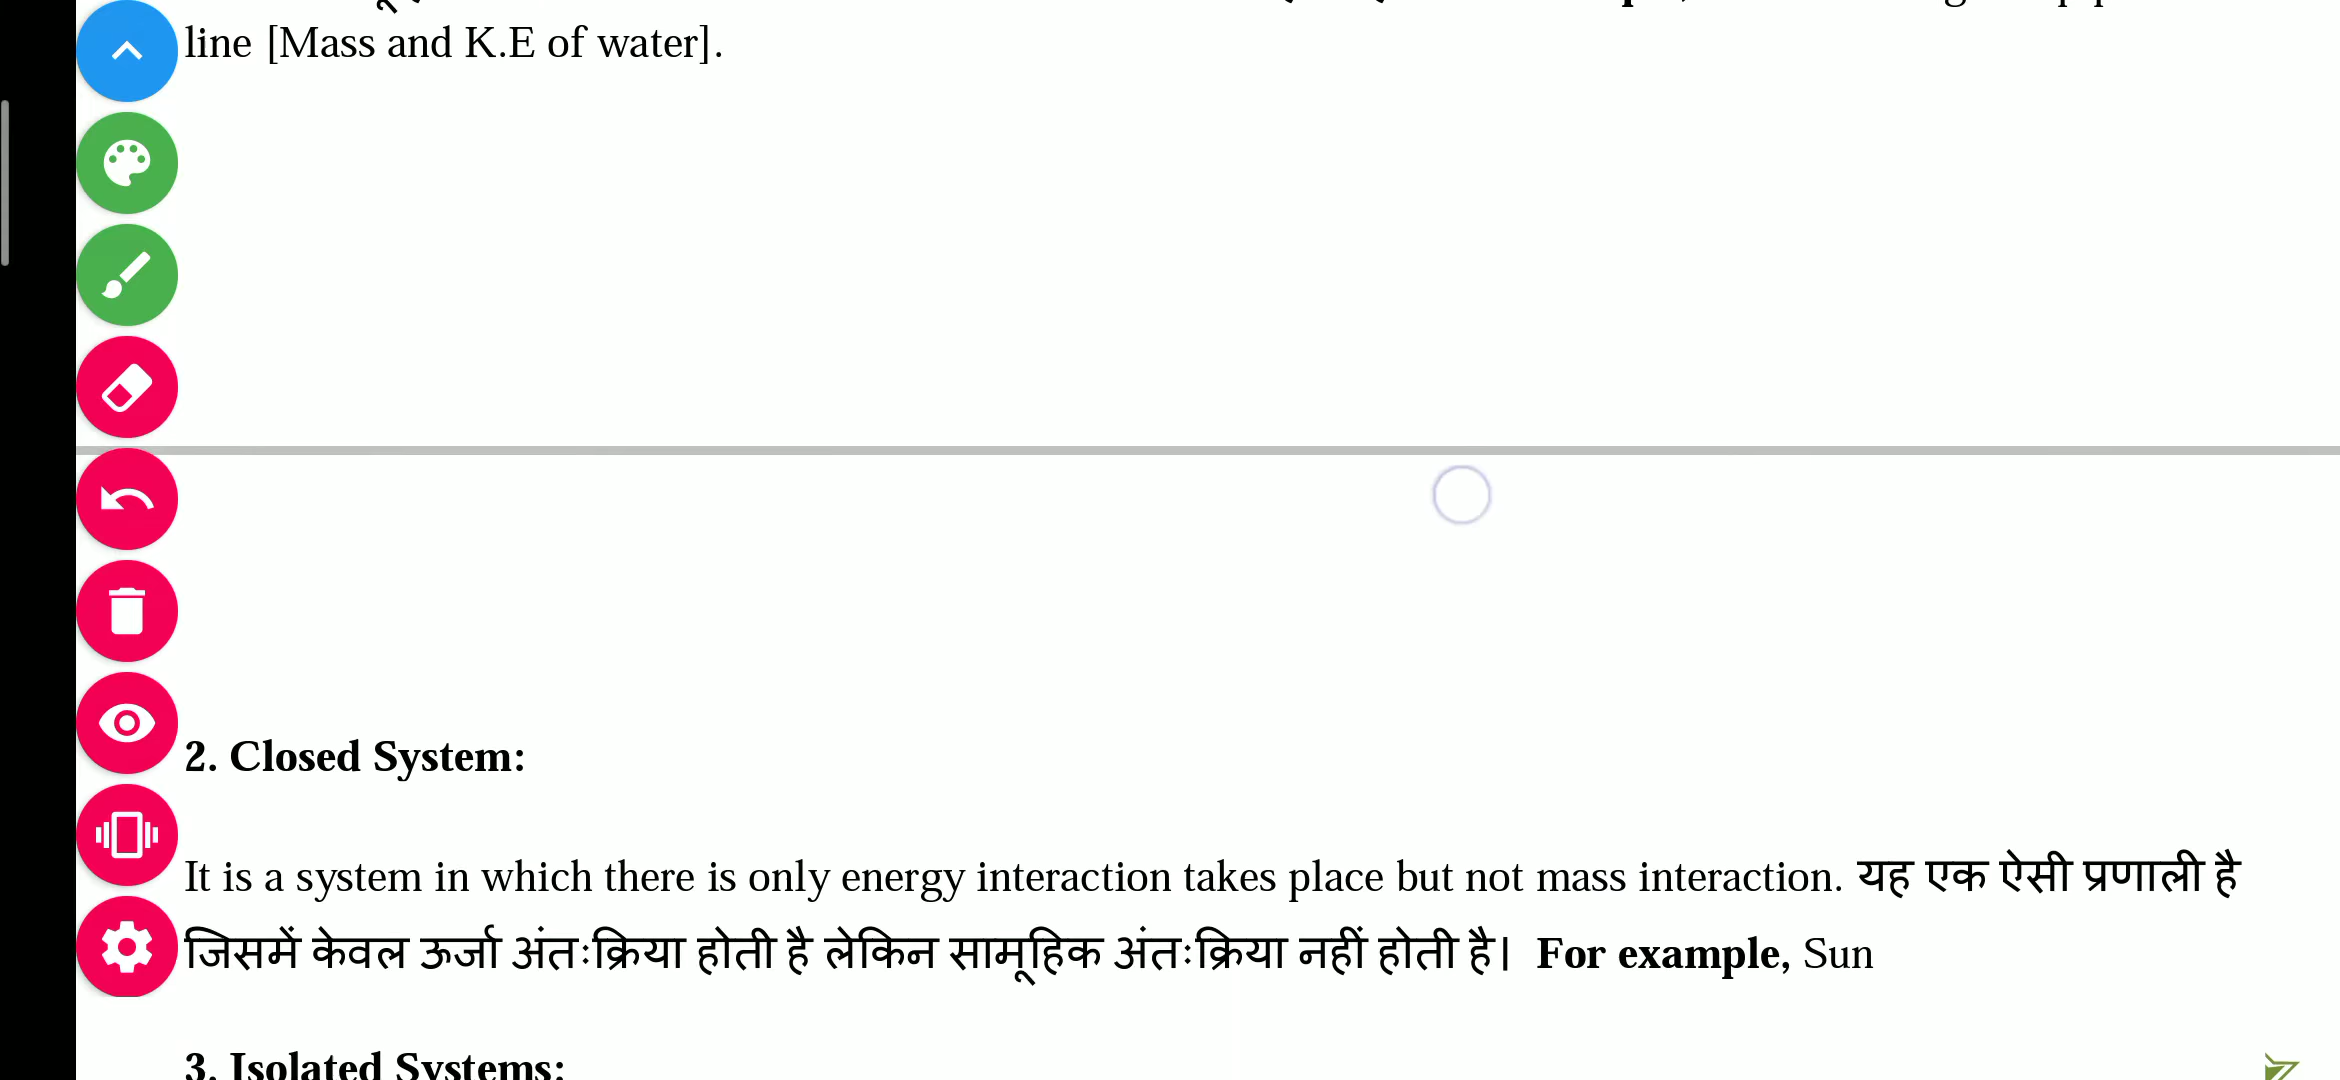 line [Mass and K.E of water].
2. Closed System:
It is a system in which there is only energy interaction takes place but not mass interaction. यह एक ऐसी प्रणाली है
जिसमें केवल ऊर्जा अंतःक्रिया होती है लेकिन सामूहिक अंतःक्रिया नहीं होती है। For example, Sun
3. Isolated Systems: